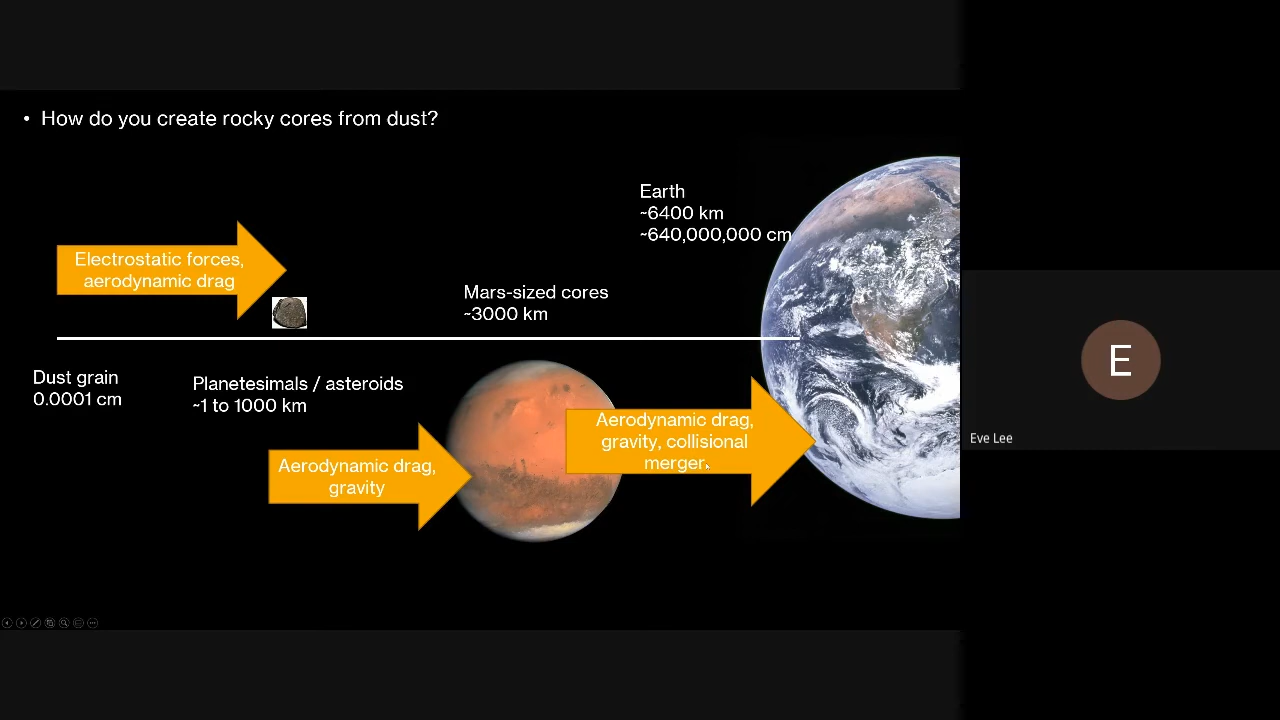 • How do you create rocky cores from dust?
Earth
~6400 km
~640,000,000 cm
Electrostatic forces,
aerodynamic drag
Mars-sized cores
~3000 km
Dust grain
0.0001 cm
Planetesimals / asteroids
~1 to 1000 km
Aerodynamic drag,
gravity
Aerodynamic drag,
gravity, collisional
merger
E
Eve Lee